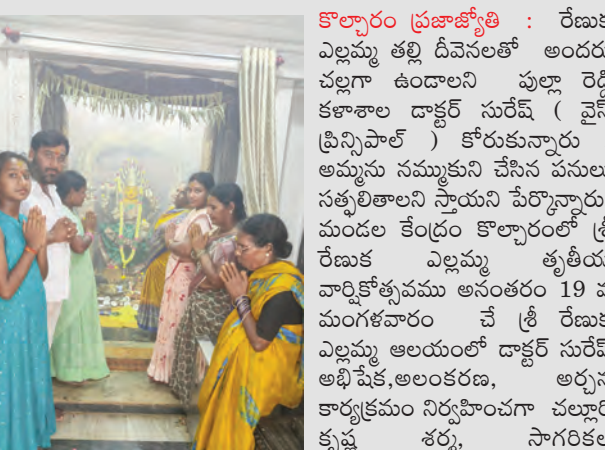 కొల్చారం ప్రజాజ్యోతి : రేణుక
ఎల్లమ్మ తల్లి దీవెనలతో అందరు
చల్లగా ఉండాలని పుల్లా రెడ్డి
కళాశాల డాక్టర్ సురేష్ ( వైస్
ప్రిన్సిపాల్ ) కోరుకున్నారు
అమ్మను నమ్ముకుని చేసిన పనులు
సత్ఫలితాలని స్తాయని పేర్కొన్నారు
మండల కేంద్రం కొల్చారంలో శ్రీ
రేణుక ఎల్లమ్మ తృతీయ
వార్షికోత్సవము అనంతరం 19 వ
మంగళవారం చే శ్రీ రేణుక
ఎల్లమ్మ ఆలయంలో డాక్టర్ సురేష్
అభిషేక,అలంకరణ, అర్చన
కార్యక్రమం నిర్వహించగా చల్లూరి
కృష్ణ శర్మ, సాగరికల